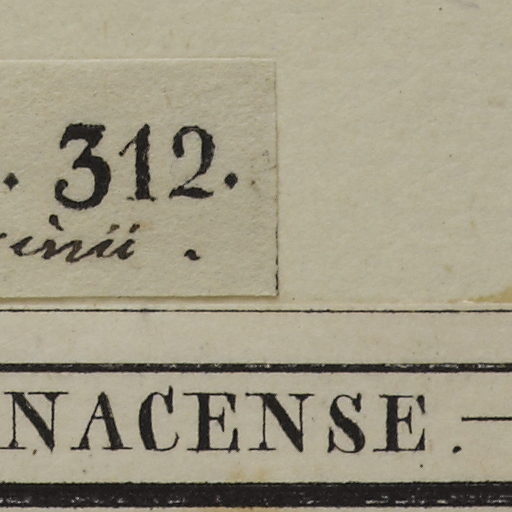 . 312.
NACENSE. —